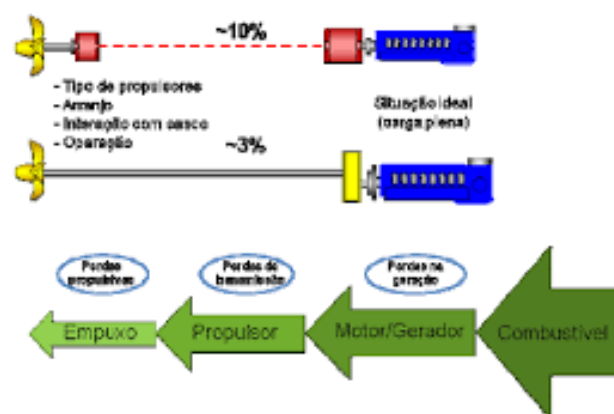 ~10%
- Tipo de propulsores
- Arranjo
- Interação com casco
- Operação
Situação ideal
(carga plena)
~3%
Perdas
propulsivas
Perdas de
transmissão
Perdas na
geração
Empuxo
Propulsor
Motor/Gerador
Combustível